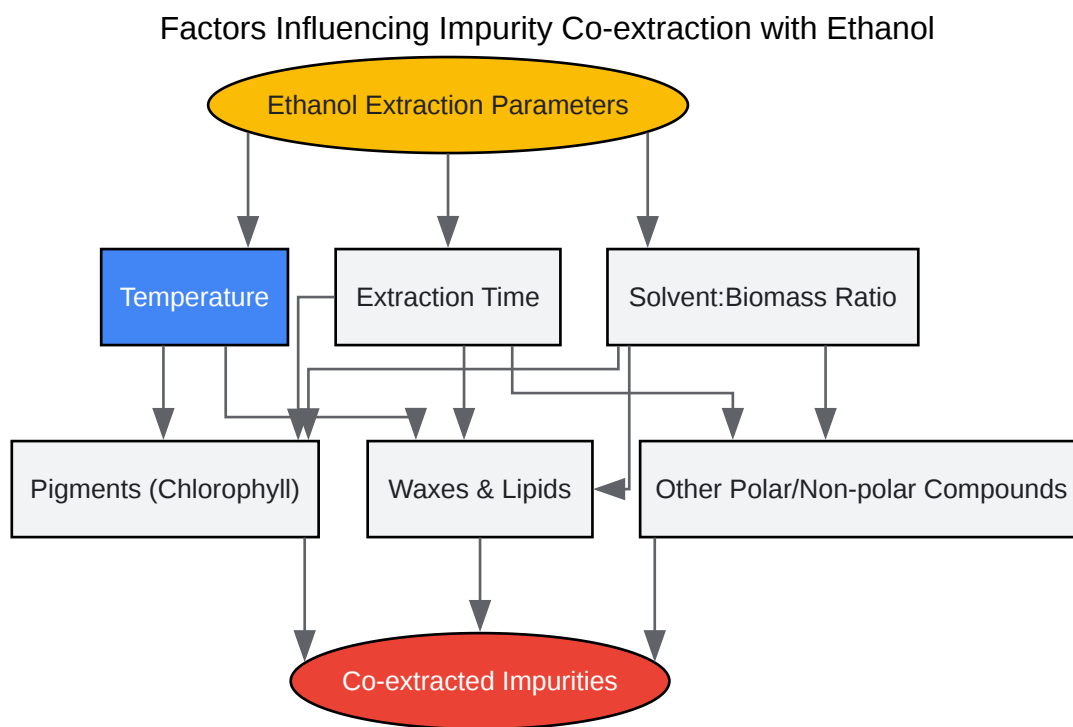 Factors Influencing Impurity Co-extraction with Ethanol
Ethanol Extraction Parameters
Temperature
Extraction Time
Solvent:Biomass Ratio
Pigments (Chlorophyll)
Waxes & Lipids
Other Polar/Non-polar Compounds
Co-extracted Impurities